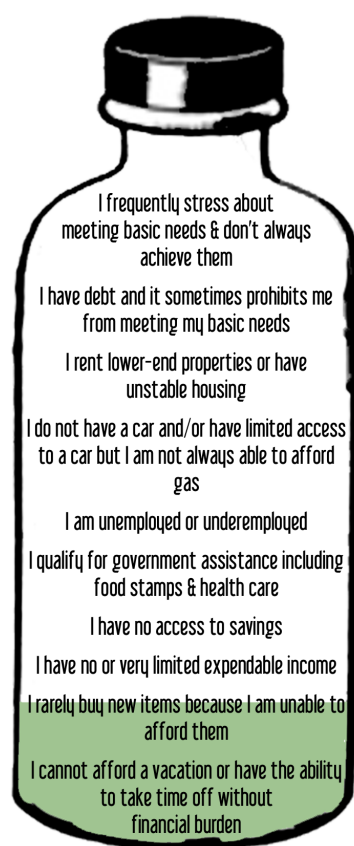 I frequently stress about
meeting basic needs & don't always
achieve them
I have debt and it sometimes prohibits me
from meeting my basic needs
I rent lower-end properties or have
unstable housing
I do not have a car and/or have limited access
to a car but I am not always able to afford
gas
I am unemployed or underemployed
I qualify for government assistance including
food stamps & health care
I have no access to savings
I have no or very limited expendable income
I rarely buy new items because I am unable to
afford them
I cannot afford a vacation or have the ability
to take time off without
financial burden